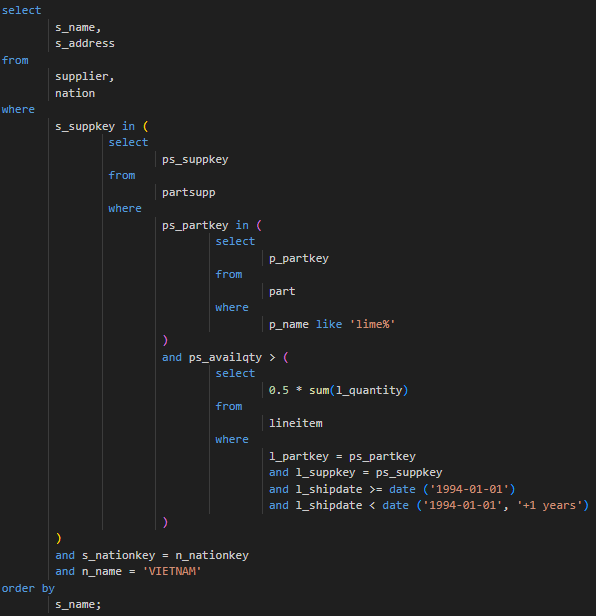 select
s_name,
s_address
from
supplier,
nation
where
s_suppkey in (
select
ps_suppkey
from
partsupp
where
ps_partkey in (
select
p_partkey
from
part
where
p_name like 'lime%'
)
and ps_availqty > (
select
0.5 * sum(l_quantity)
from
lineitem
where
l_partkey = ps_partkey
and l_suppkey = ps_suppkey
and l_shipdate >= date ('1994-01-01')
and l_shipdate < date ('1994-01-01', '+1 years')
)
)
and s_nationkey = n_nationkey
and n_name = 'VIETNAM'
order by
s_name;